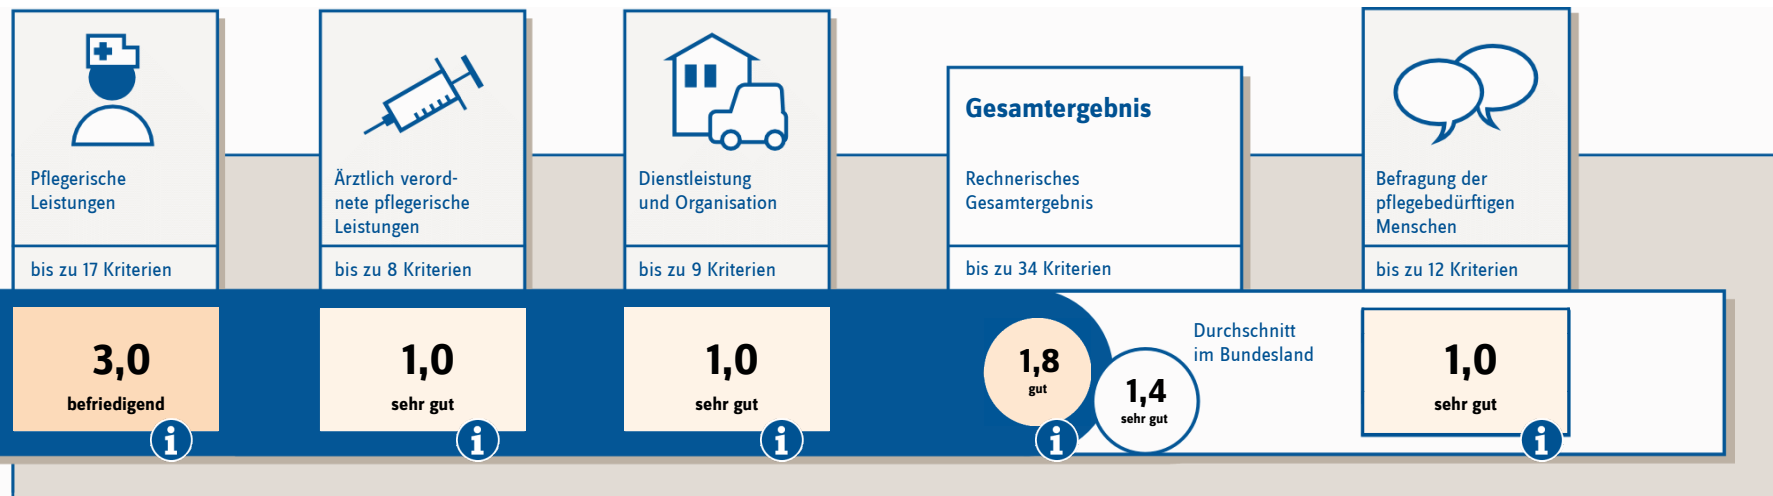 Pflegerische
Leistungen
bis zu 17 Kriterien
3,0
befriedigend
i
Ärztlich verord-
nete pflegerische
Leistungen
bis zu 8 Kriterien
1,0
sehr gut
i
Dienstleistung
und Organisation
bis zu 9 Kriterien
1,0
sehr gut
i
Gesamtergebnis
Rechnerisches
Gesamtergebnis
bis zu 34 Kriterien
1,8
gut
i
Durchschnitt
im Bundesland
1,4
sehr gut
Befragung der
pflegebedürftigen
Menschen
bis zu 12 Kriterien
1,0
sehr gut
i